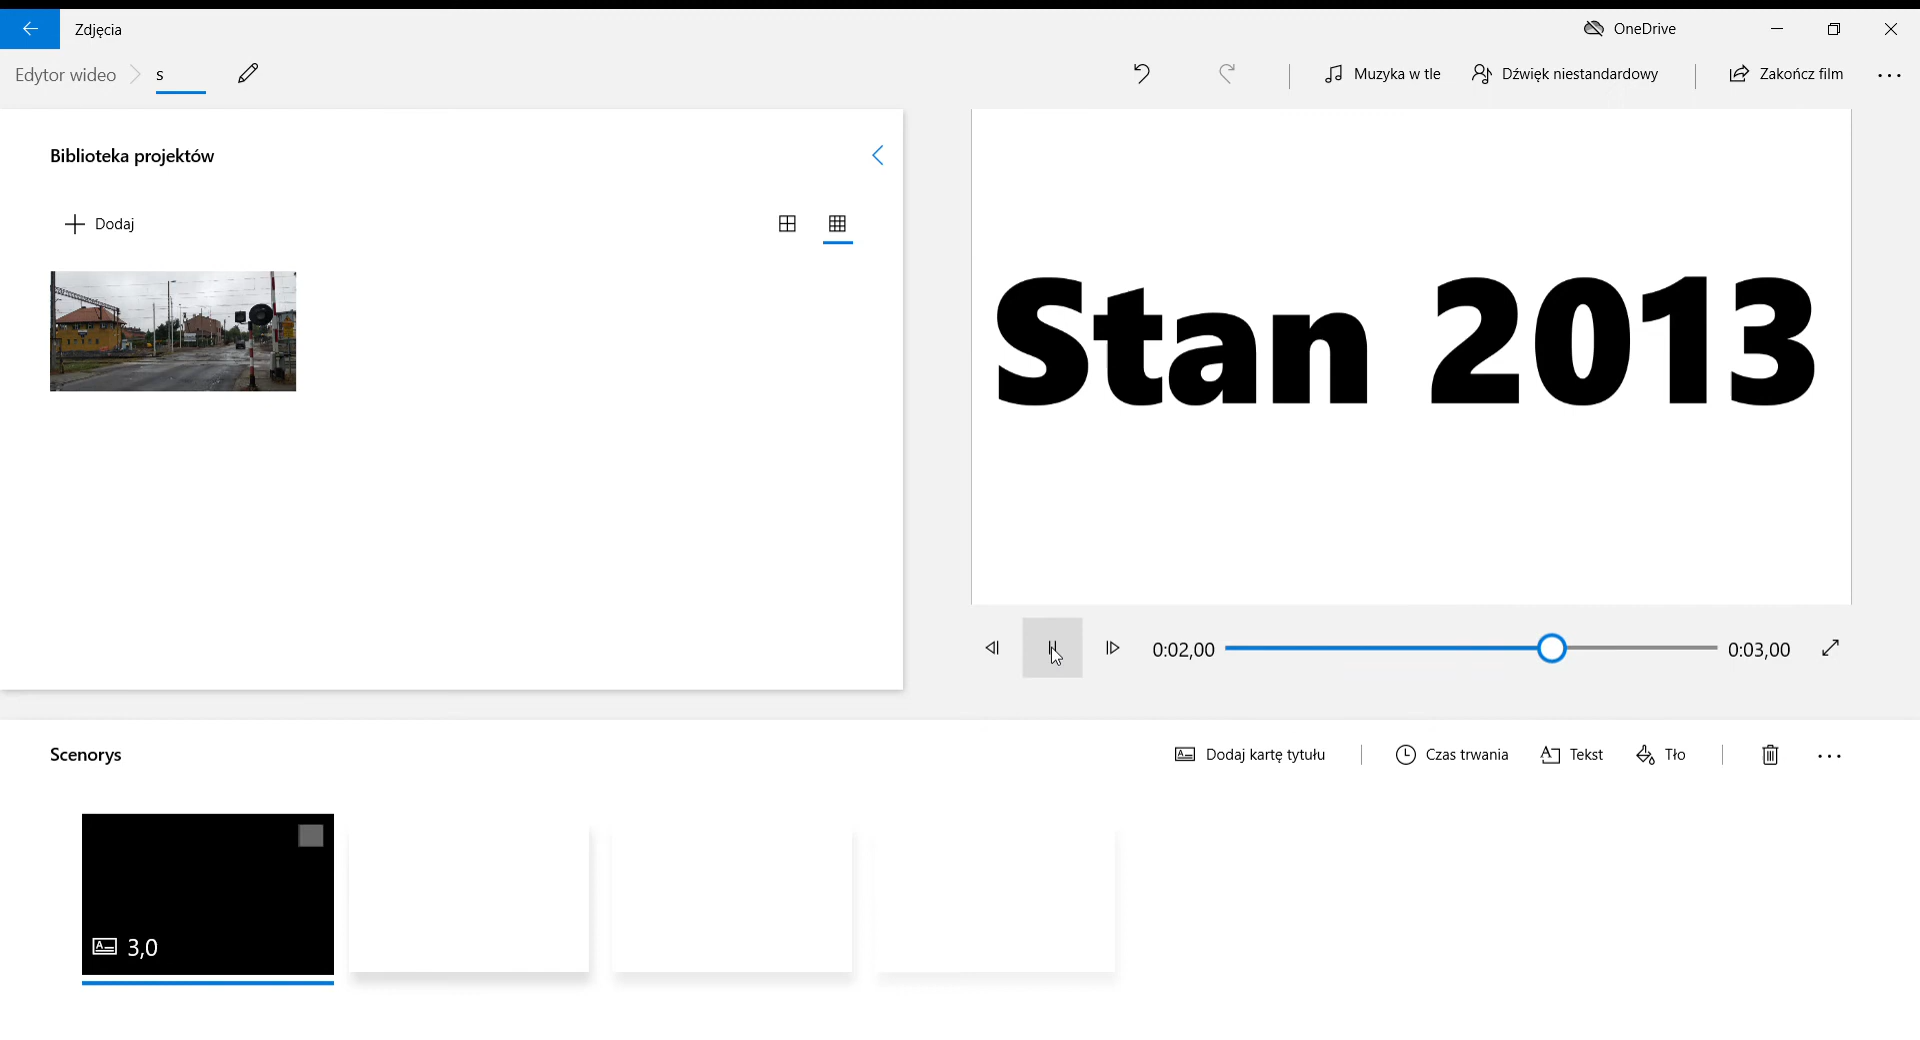 Zdjęcia
OneDrive
Edytor wideo
s
Muzyka w tle
Dźwięk niestandardowy
Zakończ film
Biblioteka projektów
Dodaj
Stan 2013
0:02,00
0:03,00
Scenorys
Dodaj kartę tytułu
Czas trwania
Tekst
Tło
3,0